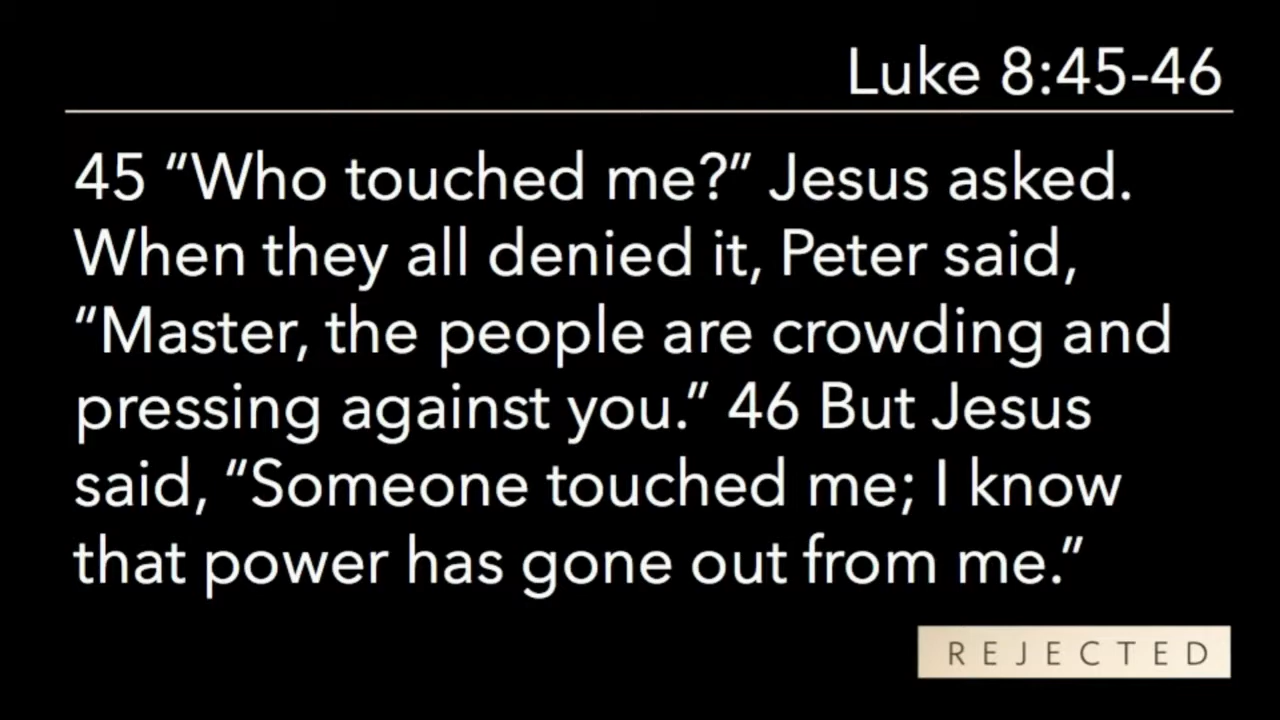 Luke 8:45-46
45 “Who touched me?” Jesus asked.
When they all denied it, Peter said,
“Master, the people are crowding and
pressing against you.” 46 But Jesus
said, “Someone touched me; I know
that power has gone out from me.”
REJECTED